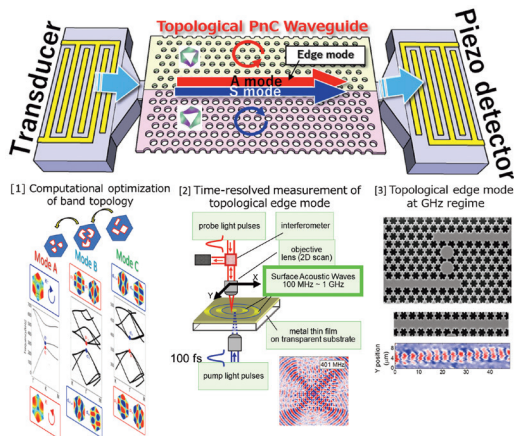 Topological PnC Waveguide
Edge mode
A mode
S mode
Transducer
Piezo detector
[1] Computational optimization
of band topology
Mode A
Mode B
Mode C
[2] Time-resolved measurement of
topological edge mode
probe light pulses
interferometer
objective
lens (2D scan)
X
Y
Surface Acoustic Waves
100 MHz ~ 1 GHz
metal thin film
on transparent substrate
100 fs
pump light pulses
401 MHz
[3] Topological edge mode
at GHz regime
Y position
(μm)
8
4
0
0
10
20
30
40